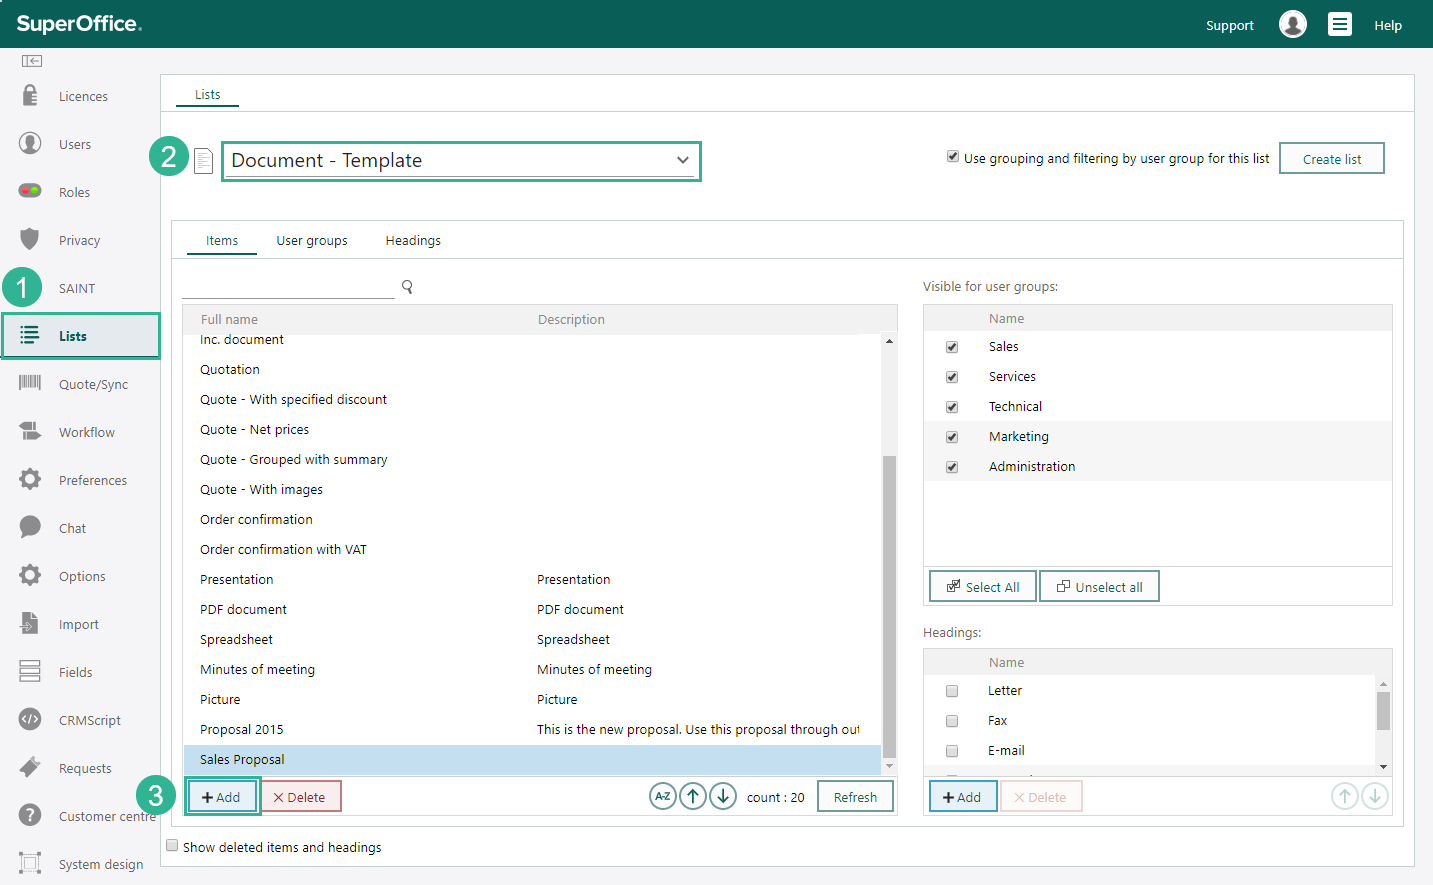 SuperOffice.
Support
Help
Licences
Users
Roles
Privacy
1
SAINT
Lists
Quote/Sync
Workflow
Preferences
Chat
Options
Import
Fields
CRMScript
Requests
Customer centre
System design
Lists
2
Document - Template
Use grouping and filtering by user group for this list
Create list
Items
User groups
Headings
Full name
Description
Inc. document
Quotation
Quote - With specified discount
Quote - Net prices
Quote - Grouped with summary
Quote - With images
Order confirmation
Order confirmation with VAT
Presentation
Presentation
PDF document
PDF document
Spreadsheet
Spreadsheet
Minutes of meeting
Minutes of meeting
Picture
Picture
Proposal 2015
This is the new proposal. Use this proposal through out
Sales Proposal
3
Add
Delete
A-Z
count : 20
Refresh
Show deleted items and headings
Visible for user groups:
Name
Sales
Services
Technical
Marketing
Administration
Select All
Unselect all
Headings:
Name
Letter
Fax
E-mail
Add
Delete